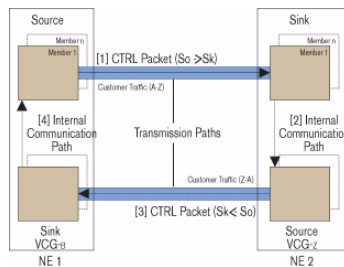 Source
Sink
Member n
Member 1
Member n
Member 1
[1] CTRL Packet (So >Sk)
Customer Traffic (A-Z)
[4] Internal
Communication
Path
Transmission
Paths
[2] Internal
Communication
Path
Customer Traffic (Z-A)
[3] CTRL Packet (Sk< So)
Sink
VCG-a
NE 1
Source
VCG-z
NE 2